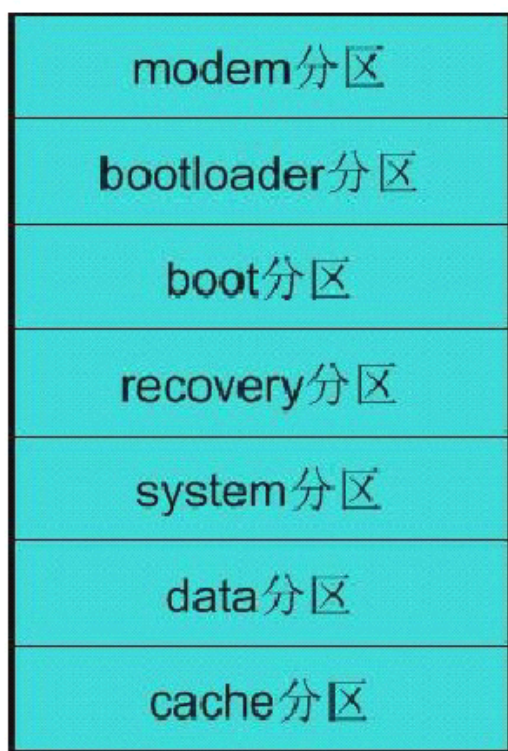 modem分区
bootloader分区
boot分区
recovery分区
system分区
data分区
cache分区